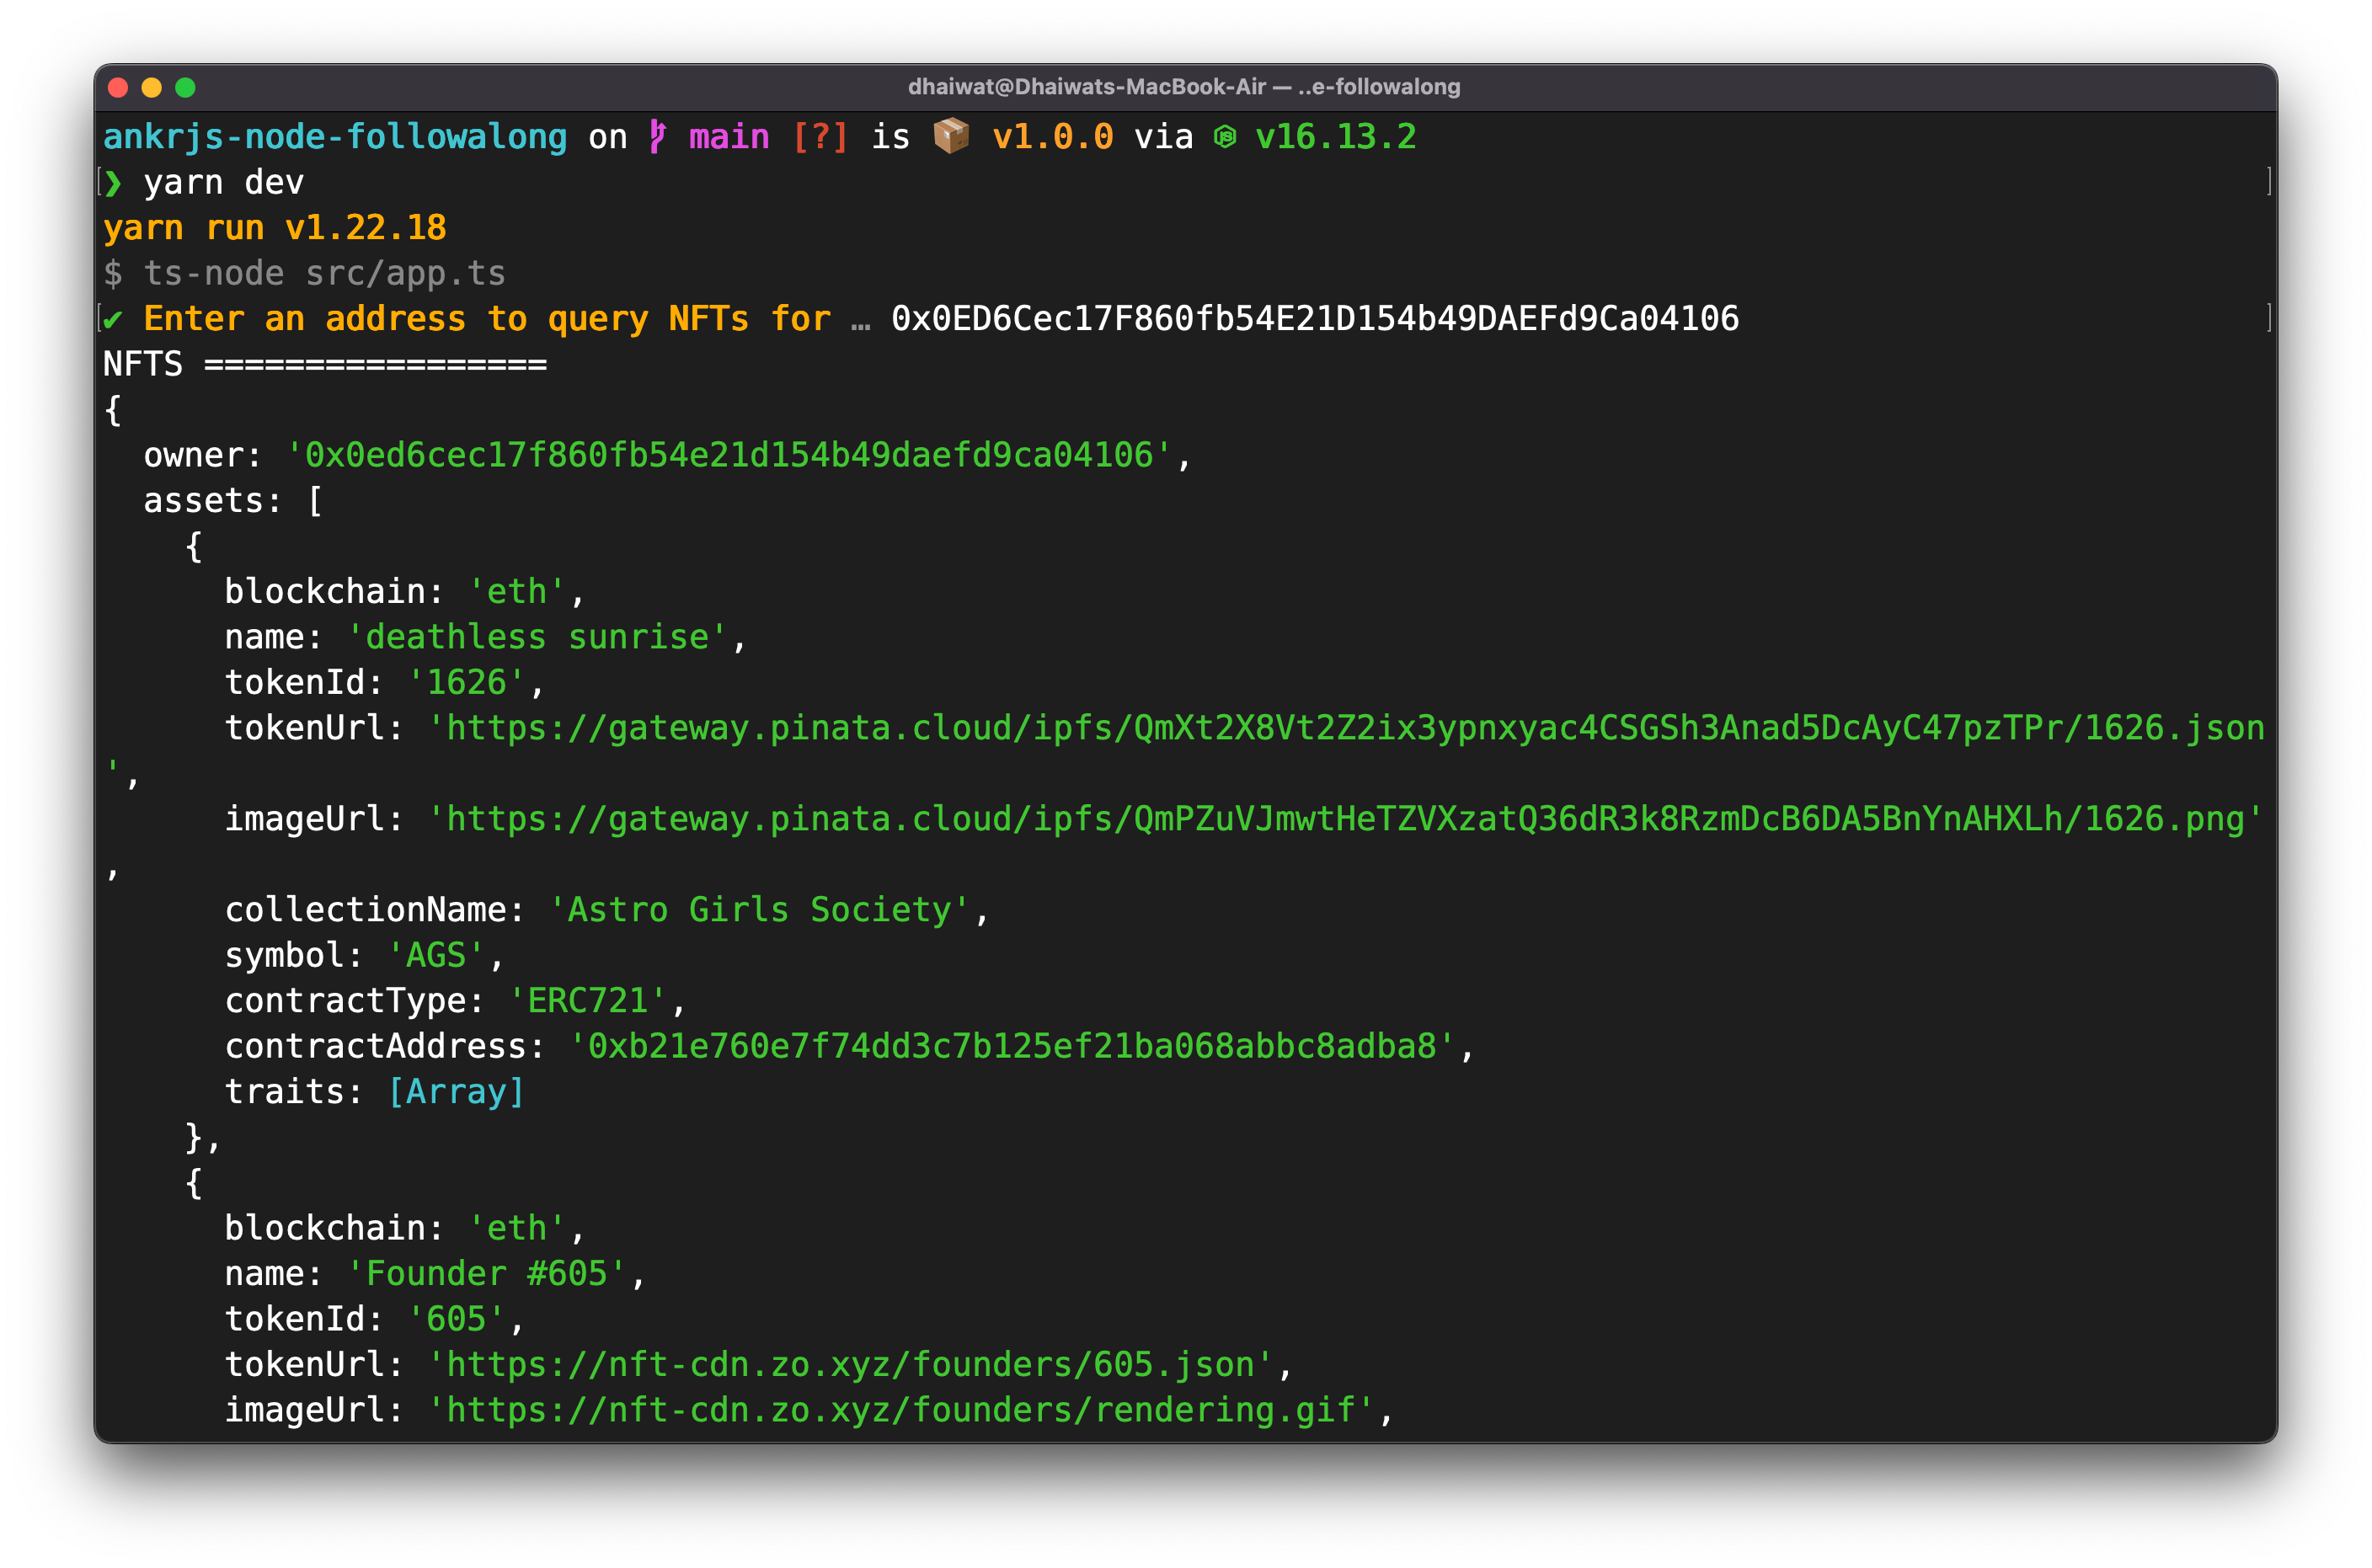 dhaiwat@Dhaiwats-MacBook-Air — ..e-followalong
ankrjs-node-followalong on main [?] is 📦 v1.0.0 via v16.13.2
❯ yarn dev
yarn run v1.22.18
$ ts-node src/app.ts
✔ Enter an address to query NFTs for … 0x0ED6Cec17F860fb54E21D154b49DAEFd9Ca04106
NFTS =================
{
  owner: '0x0ed6cec17f860fb54e21d154b49daefd9ca04106',
  assets: [
    {
      blockchain: 'eth',
      name: 'deathless sunrise',
      tokenId: '1626',
      tokenUrl: 'https://gateway.pinata.cloud/ipfs/QmXt2X8Vt2Z2ix3ypnxyac4CSGSh3Anad5DcAyC47pzTPr/1626.json
',
      imageUrl: 'https://gateway.pinata.cloud/ipfs/QmPZuVJmwtHeTZVXzatQ36dR3k8RzmDcB6DA5BnYnAHXLh/1626.png'
,
      collectionName: 'Astro Girls Society',
      symbol: 'AGS',
      contractType: 'ERC721',
      contractAddress: '0xb21e760e7f74dd3c7b125ef21ba068abbc8adba8',
      traits: [Array]
    },
    {
      blockchain: 'eth',
      name: 'Founder #605',
      tokenId: '605',
      tokenUrl: 'https://nft-cdn.zo.xyz/founders/605.json',
      imageUrl: 'https://nft-cdn.zo.xyz/founders/rendering.gif',